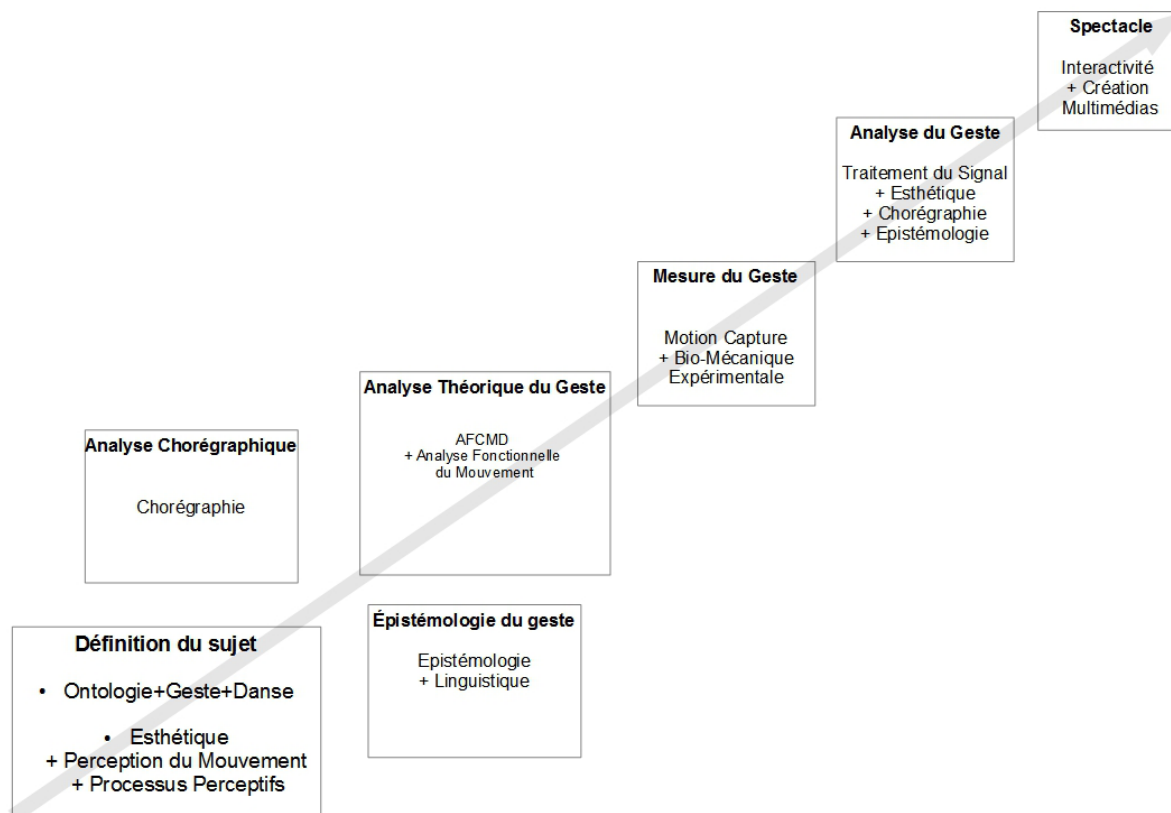 Spectacle
Interactivité
+ Création
Multimédias
Analyse du Geste
Traitement du Signal
+ Esthétique
+ Chorégraphie
+ Epistémologie
Mesure du Geste
Motion Capture
+ Bio-Mécanique
Expérimentale
Analyse Théorique du Geste
AFCMD
+ Analyse Fonctionnelle
du Mouvement
Analyse Chorégraphique
Chorégraphie
Épistémologie du geste
Epistémologie
+ Linguistique
Définition du sujet
• Ontologie+Geste+Danse
• Esthétique
+ Perception du Mouvement
+ Processus Perceptifs